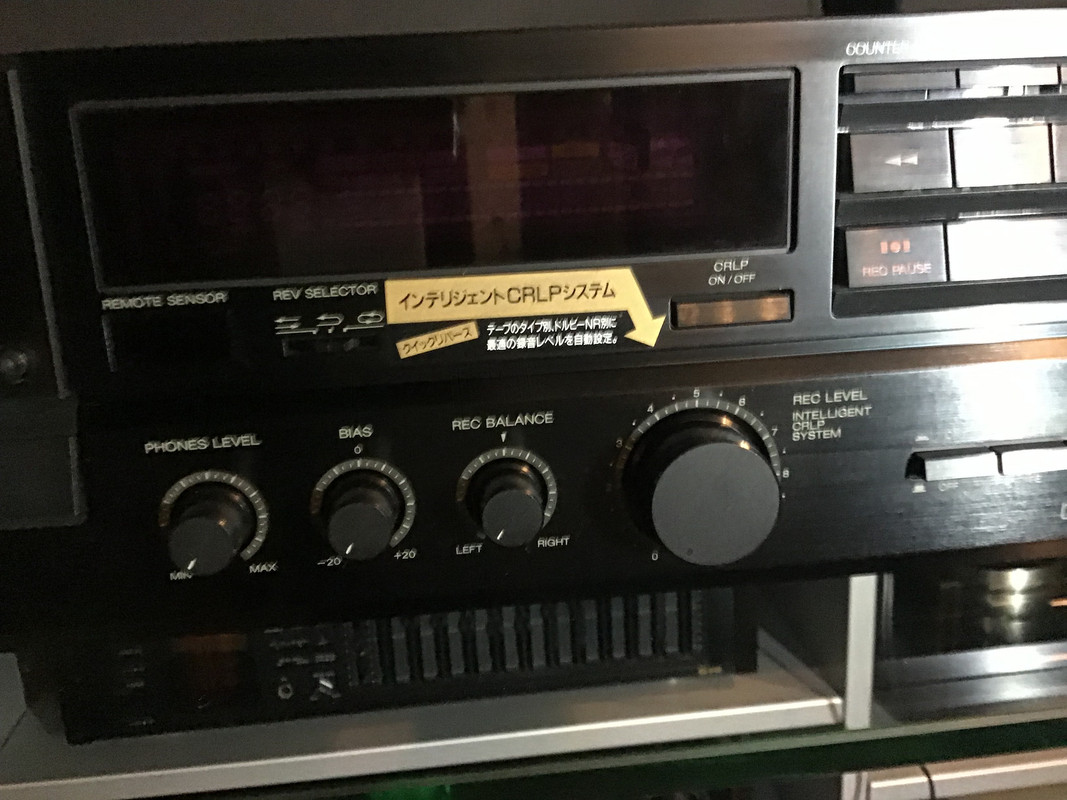 COUNTER
REMOTE SENSOR
REV SELECTOR
インテリジェントCRLPシステム
クイックリバース
テープのタイプ別、ドルビーNR別に
最適の録音レベルを自動設定。
CRLP
ON/OFF
REC PAUSE
PHONES LEVEL
MIN
MAX
BIAS
0
-20
+20
REC BALANCE
LEFT
RIGHT
3
4
5
6
7
8
0
REC LEVEL
INTELLIGENT
CRLP
SYSTEM